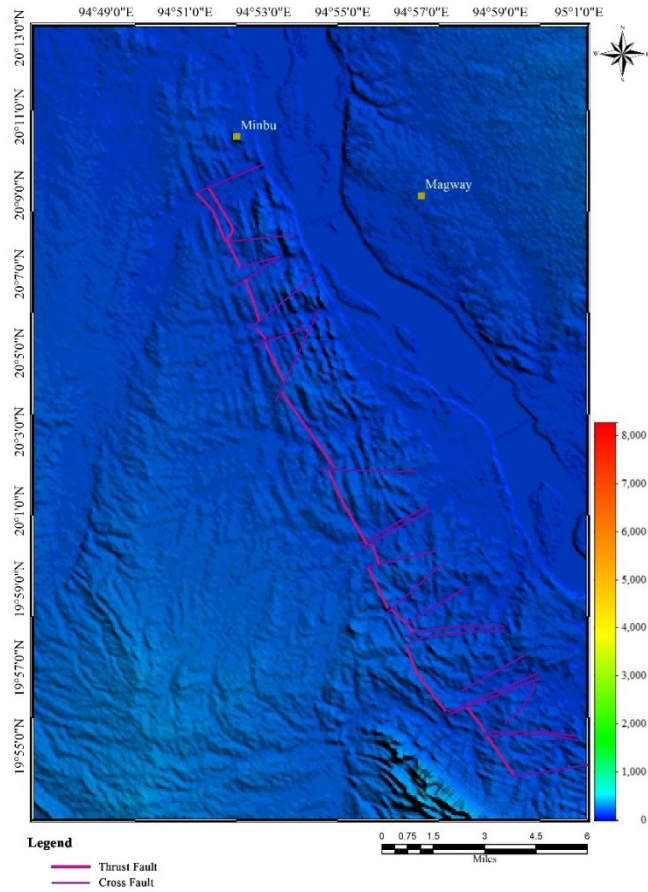 94°49'0"E 94°51'0"E 94°53'0"E 94°55'0"E 94°57'0"E 94°59'0"E 95°1'0"E
20°13'0"N
20°11'0"N
20°9'0"N
20°7'0"N
20°5'0"N
20°3'0"N
20°1'0"N
19°59'0"N
19°57'0"N
19°55'0"N
N
W
E
S
Minbu
Magway
8,000
7,000
6,000
5,000
4,000
3,000
2,000
1,000
0
Legend
Thrust Fault
Cross Fault
0 0.75 1.5 3 4.5 6
Miles